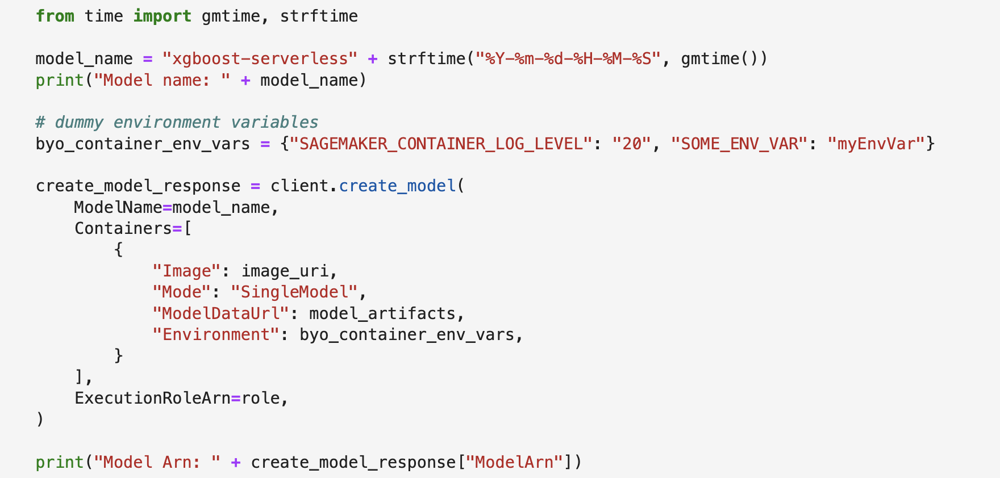 from time import gmtime, strftime
model_name = "xgboost-serverless" + strftime("%Y-%m-%d-%H-%M-%S", gmtime())
print("Model name: " + model_name)
# dummy environment variables
byo_container_env_vars = {"SAGEMAKER_CONTAINER_LOG_LEVEL": "20", "SOME_ENV_VAR": "myEnvVar"}
create_model_response = client.create_model(
    ModelName=model_name,
    Containers=[
        {
            "Image": image_uri,
            "Mode": "SingleModel",
            "ModelDataUrl": model_artifacts,
            "Environment": byo_container_env_vars,
        }
    ],
    ExecutionRoleArn=role,
)
print("Model Arn: " + create_model_response["ModelArn"])